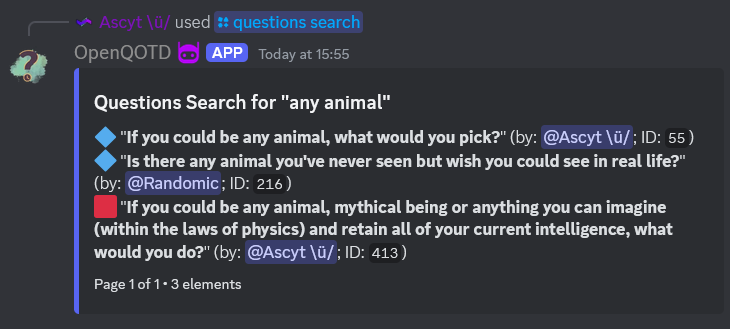 Ascyt \ü/ used questions search
OpenQOTD APP Today at 15:55
Questions Search for "any animal"
"If you could be any animal, what would you pick?" (by: @Ascyt \ü/; ID: 55)
"Is there any animal you've never seen but wish you could see in real life?"
(by: @Randomic; ID: 216)
"If you could be any animal, mythical being or anything you can imagine
(within the laws of physics) and retain all of your current intelligence, what
would you do?" (by: @Ascyt \ü/; ID: 413)
Page 1 of 1 • 3 elements